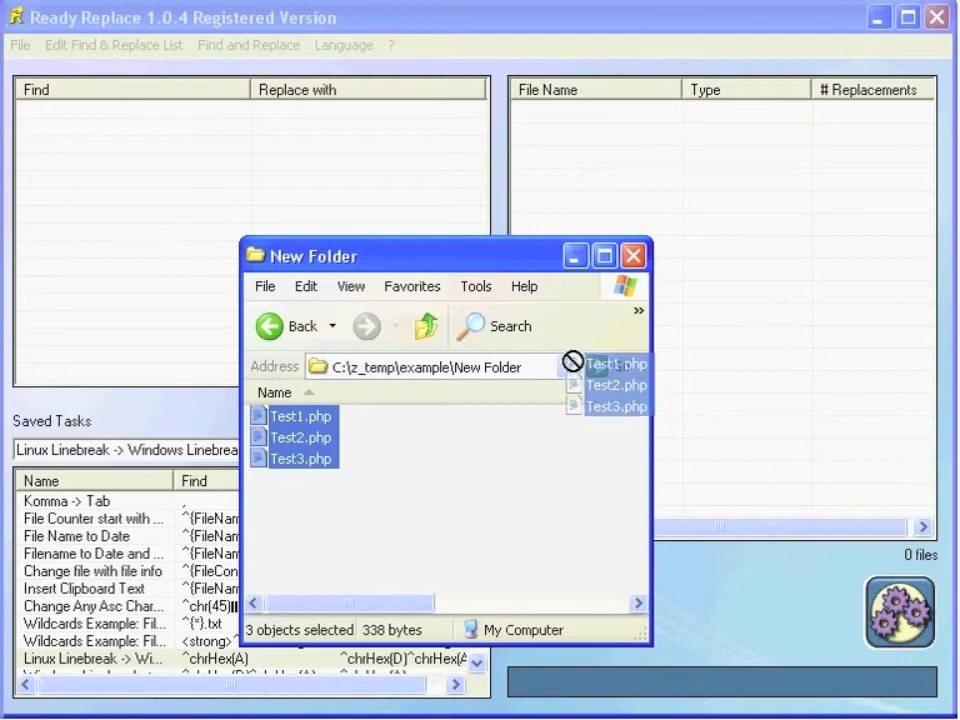 Ready Replace 1.0.4 Registered Version
File Edit Find & Replace List Find and Replace Language ?
Find Replace with
File Name Type # Replacements
New Folder
File Edit View Favorites Tools Help
Back Search »
Address C:\z_temp\example\New Folder
Test1.php
Test2.php
Test3.php
Name
Test1.php
Test2.php
Test3.php
3 objects selected 338 bytes My Computer
Saved Tasks
Linux Linebreak -> Windows Linebrea
Name Find
Komma -> Tab ,
File Counter start with ... ^{FileNam
File Name to Date ^{FileNam
Filename to Date and ... ^{FileNam
Change file with file info ^{FileCon
Insert Clipboard Text ^{FileNam
Change Any Asc Char... ^chr(45)
Wildcards Example: Fil... ^{*}.txt
Wildcards Example: Fil... <strong>^
Linux Linebreak -> Wi... ^chrHex(A) ^chrHex(D)^chrHex(A
0 files